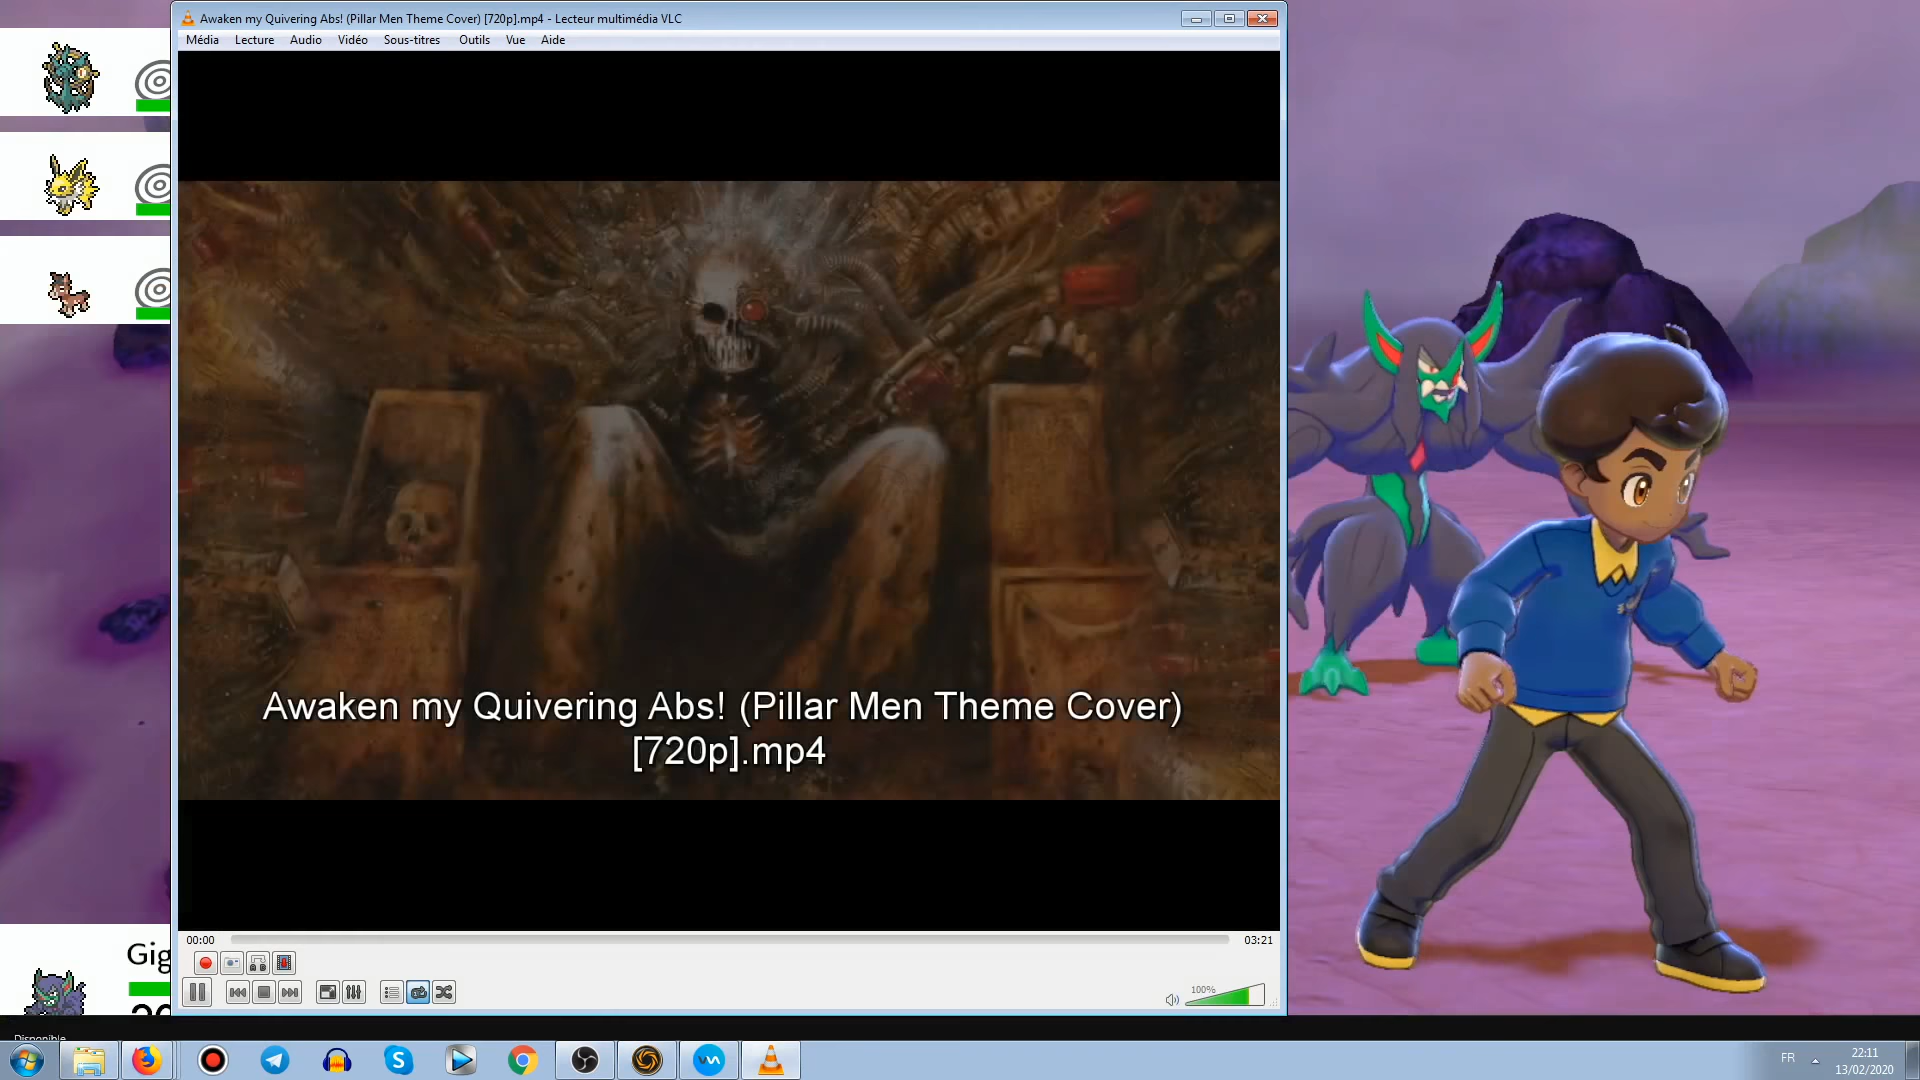 Awaken my Quivering Abs! (Pillar Men Theme Cover) [720p].mp4 - Lecteur multimédia VLC
Média Lecture Audio Vidéo Sous-titres Outils Vue Aide
Awaken my Quivering Abs! (Pillar Men Theme Cover)
[720p].mp4
Gig
00:00 03:21
100%
Disponible
FR 22:11
13/02/2020